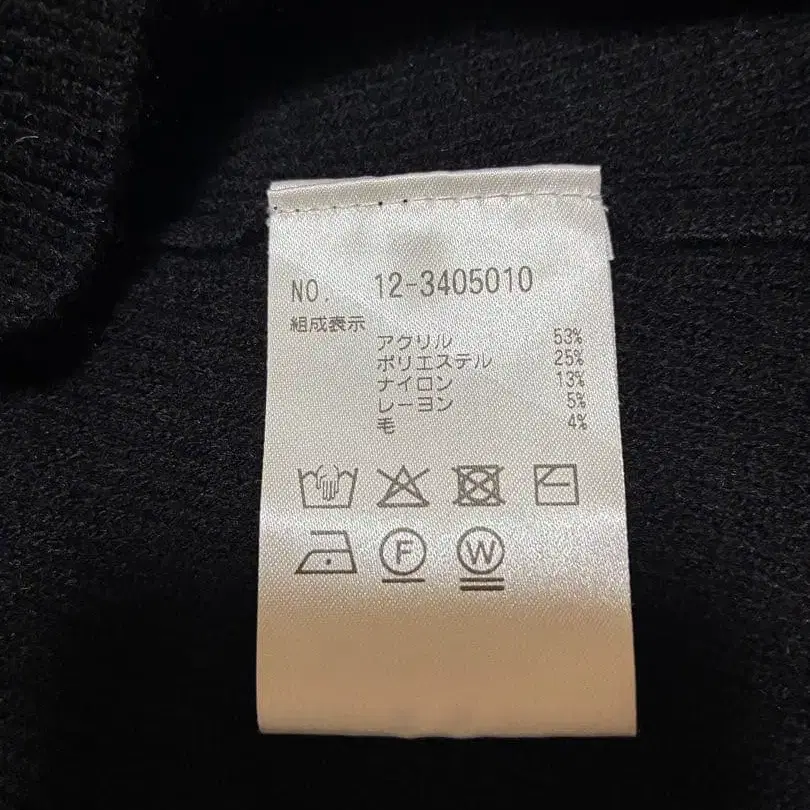 NO. 12-3405010
組成表示
アクリル 53%
ポリエステル 25%
ナイロン 13%
レーヨン 5%
毛 4%
F W